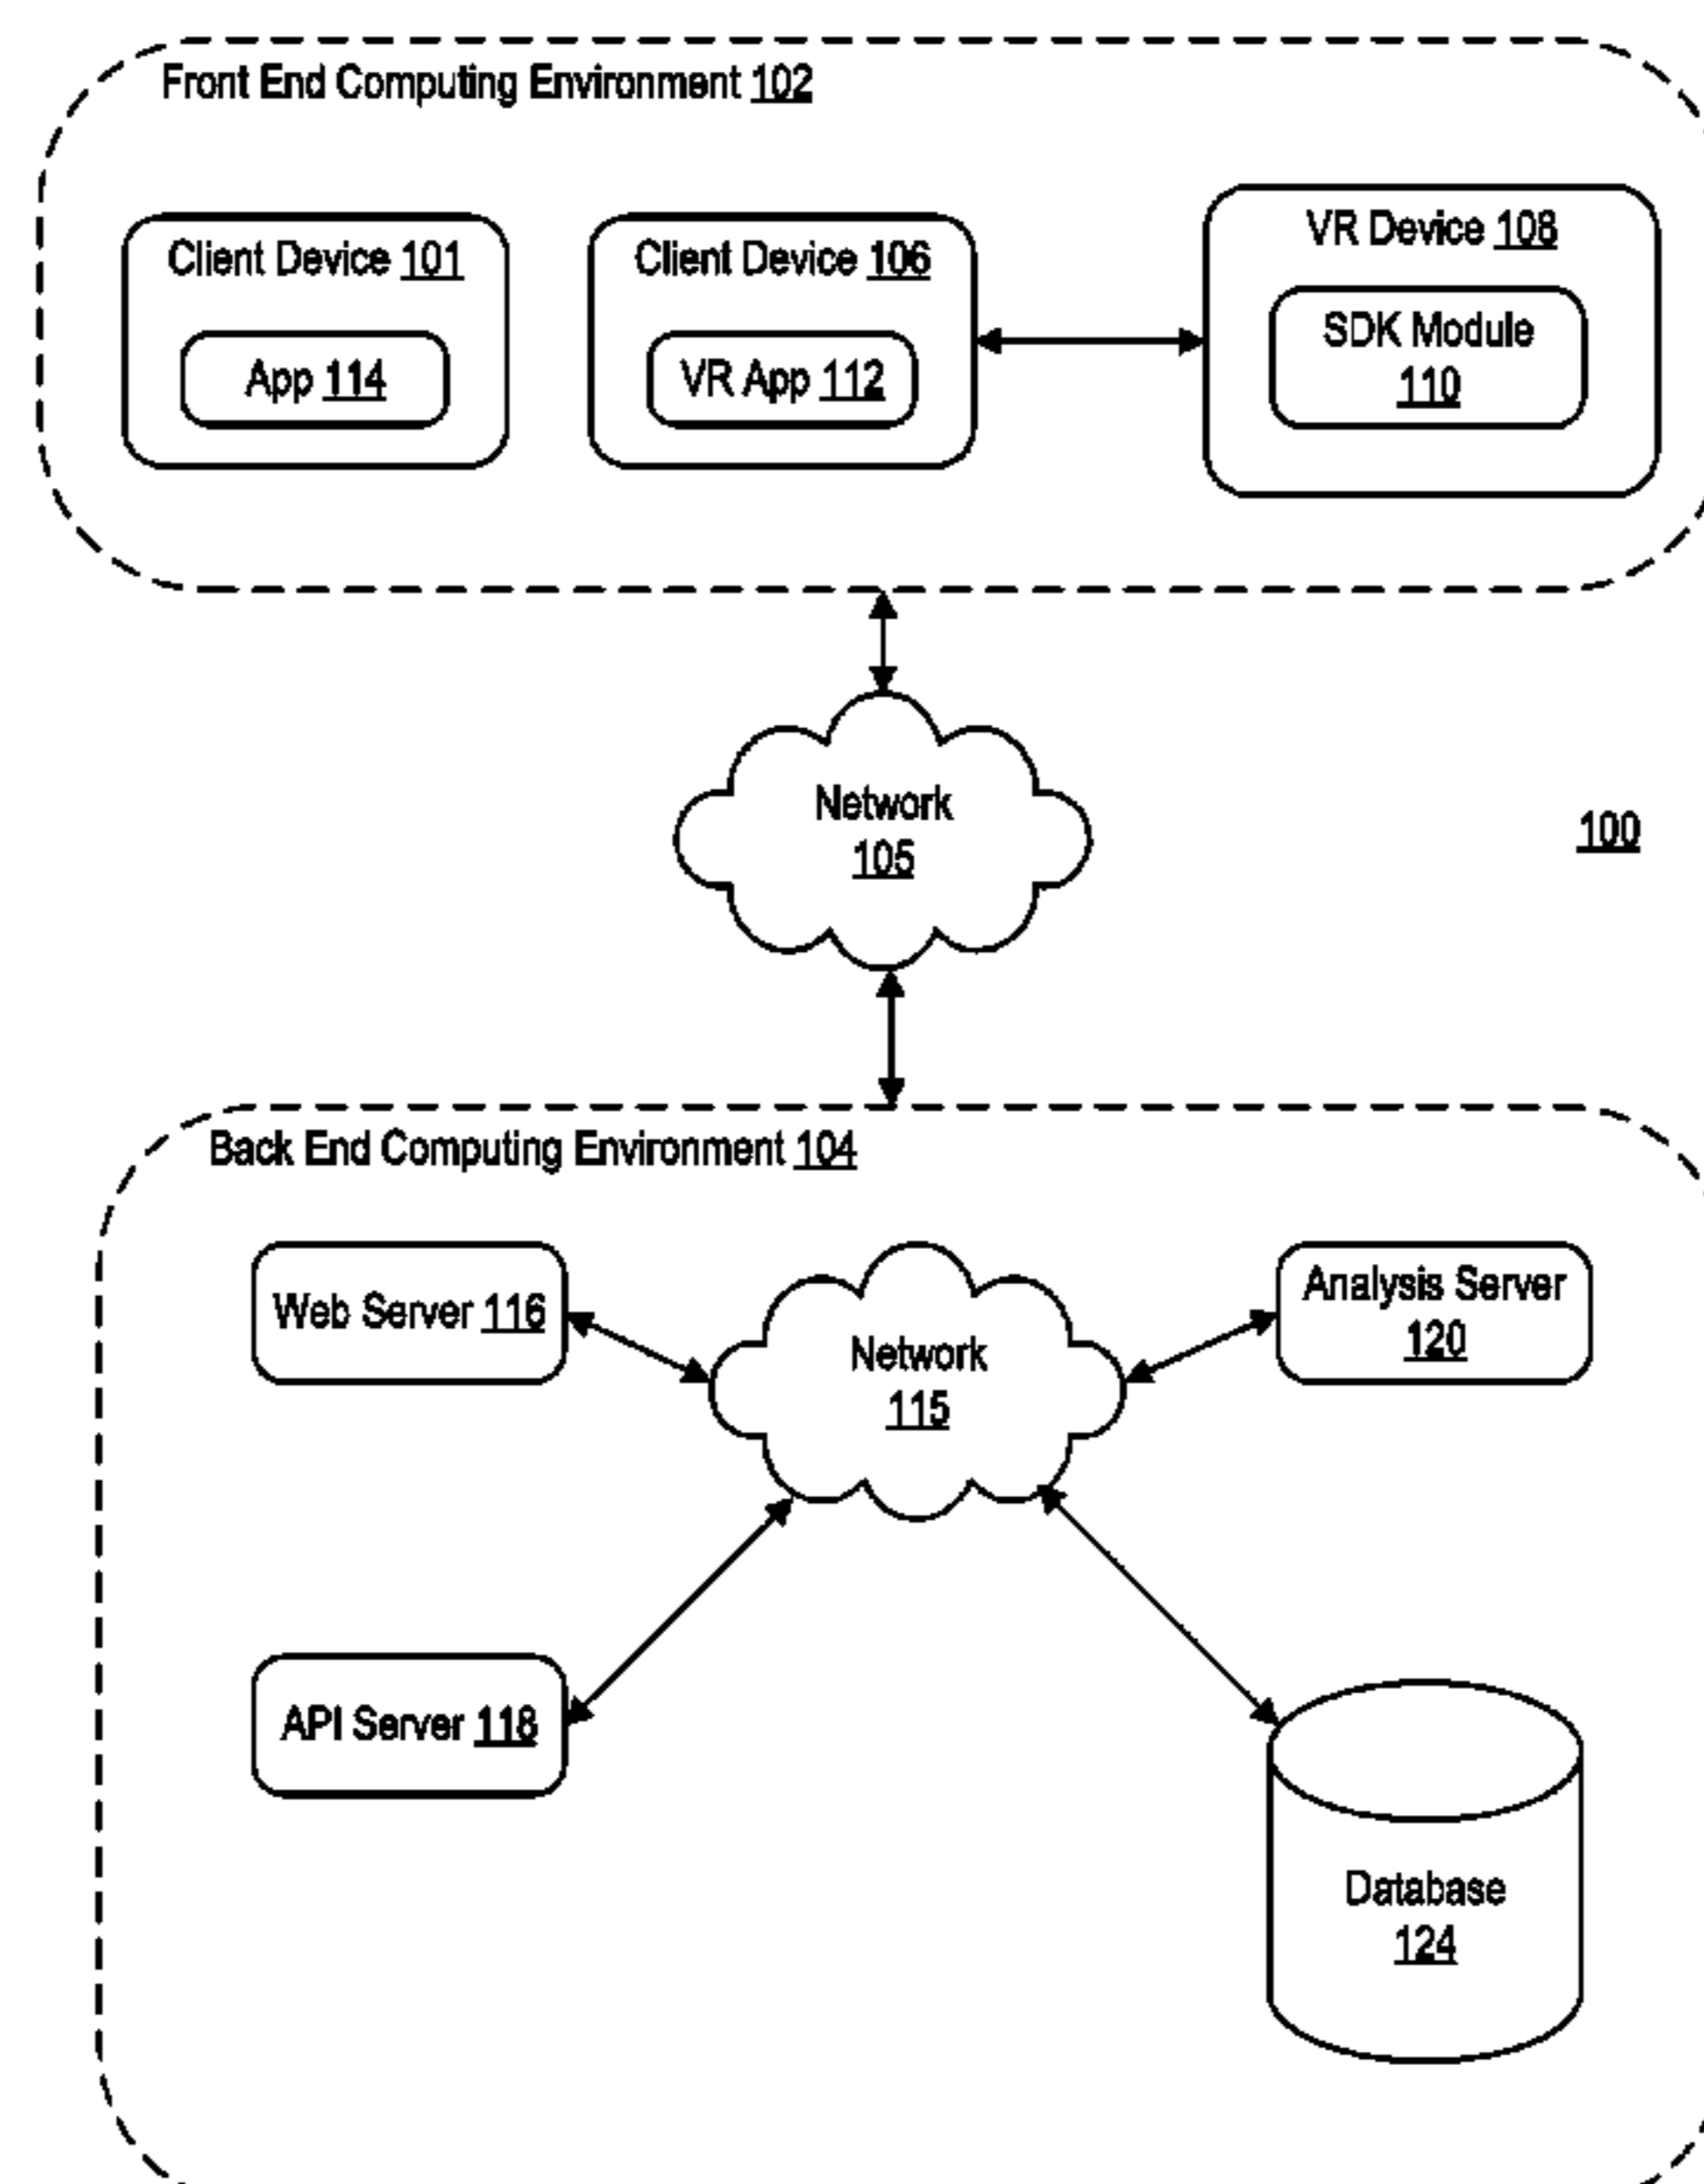 Front End Computing Environment 102
Client Device 101
App 114
Client Device 106
VR App 112
VR Device 108
SDK Module
110
Network
105
100
Back End Computing Environment 104
Web Server 116
Network
115
Analysis Server
120
API Server 118
Database
124